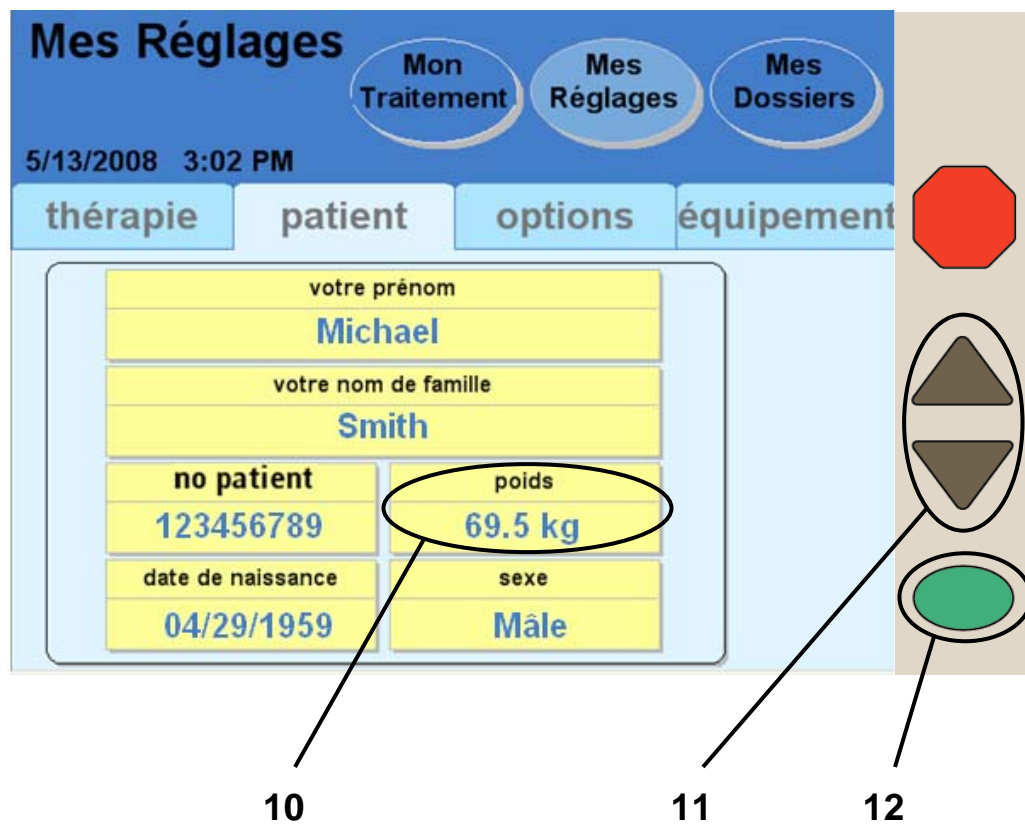 Mes Réglages
Mon
Traitement
Mes
Réglages
Mes
Dossiers
5/13/2008 3:02 PM
thérapie patient options équipement
votre prénom
Michael
votre nom de famille
Smith
no patient poids
123456789 69.5 kg
date de naissance sexe
04/29/1959 Mâle
10 11 12